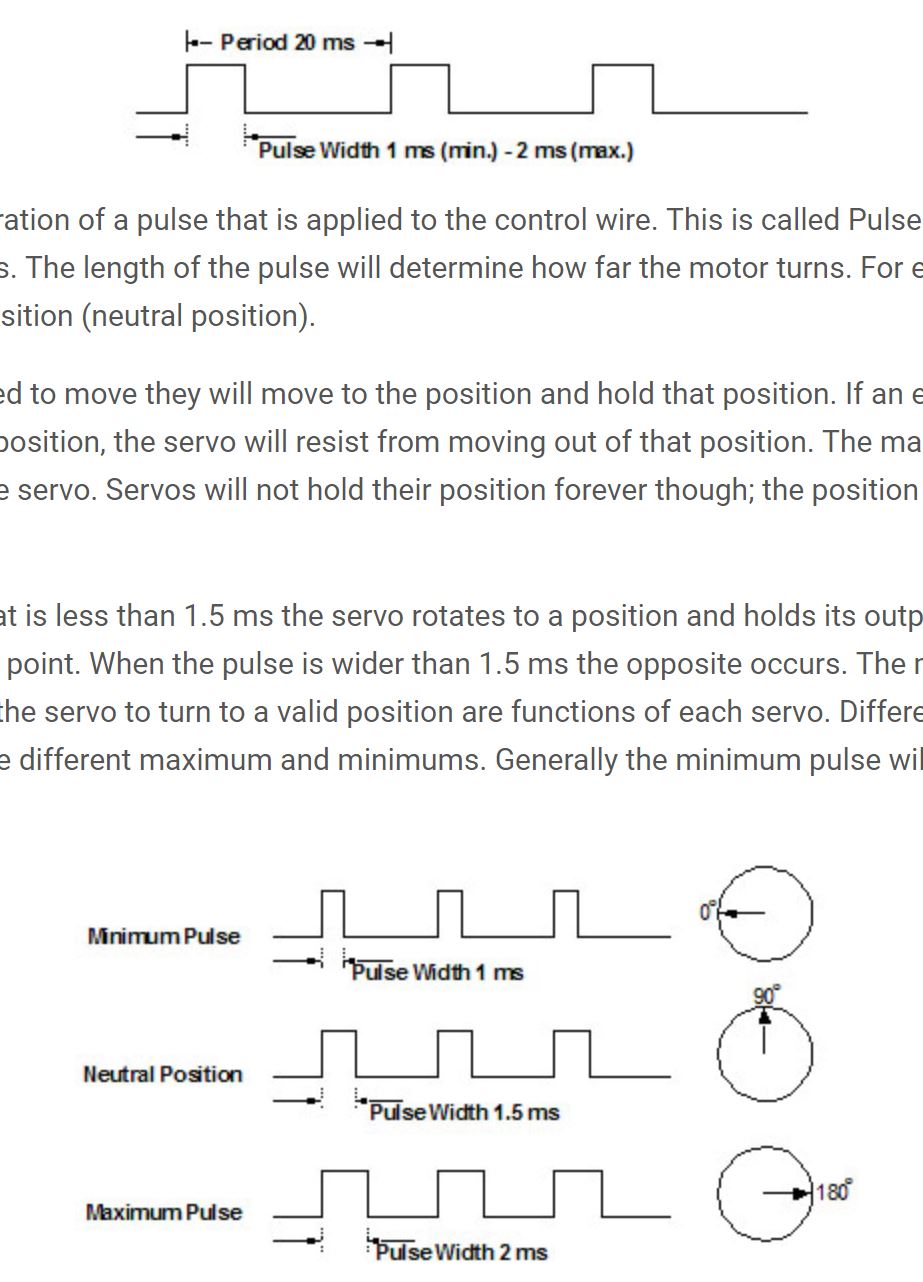 Period 20 ms
Pulse Width 1 ms (min.) - 2 ms (max.)
ration of a pulse that is applied to the control wire. This is called Pulse
s. The length of the pulse will determine how far the motor turns. For e
sition (neutral position).
ed to move they will move to the position and hold that position. If an e
position, the servo will resist from moving out of that position. The ma
e servo. Servos will not hold their position forever though; the position
at is less than 1.5 ms the servo rotates to a position and holds its outp
point. When the pulse is wider than 1.5 ms the opposite occurs. The
the servo to turn to a valid position are functions of each servo. Differe
e different maximum and minimums. Generally the minimum pulse wil
0°
Minimum Pulse
Pulse Width 1 ms
90°
Neutral Position
Pulse Width 1.5 ms
180°
Maximum Pulse
Pulse Width 2 ms